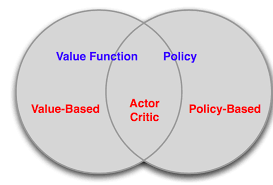 Value Function
Policy
Value-Based
Actor
Critic
Policy-Based